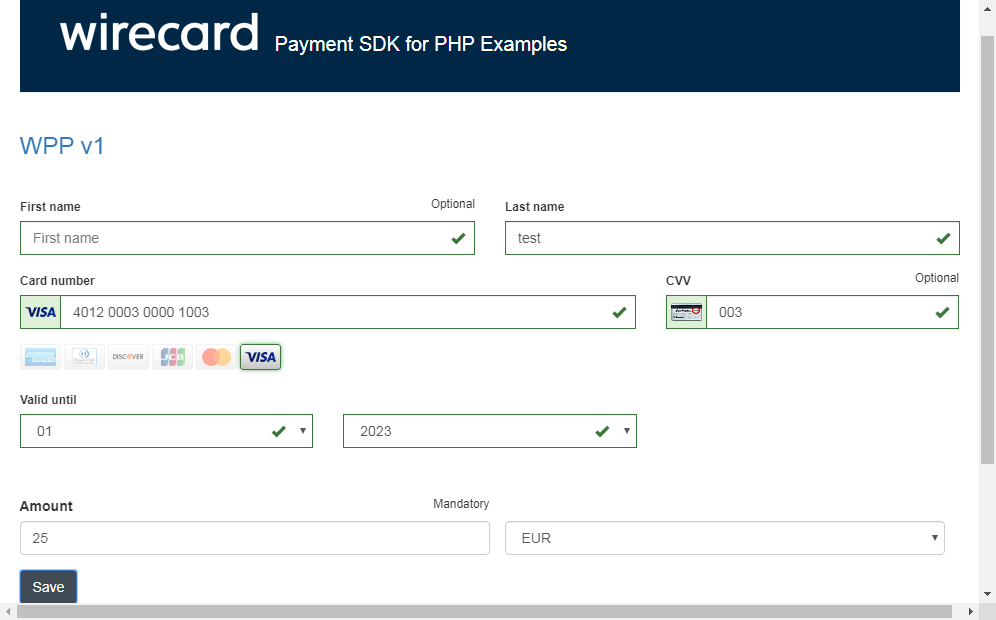 wirecard Payment SDK for PHP Examples
WPP v1
First name Optional Last name
First name test
Card number CVV Optional
VISA 4012 0003 0000 1003 003
DISCOVER JCB VISA
Valid until
01 2023
Amount Mandatory
25 EUR
Save